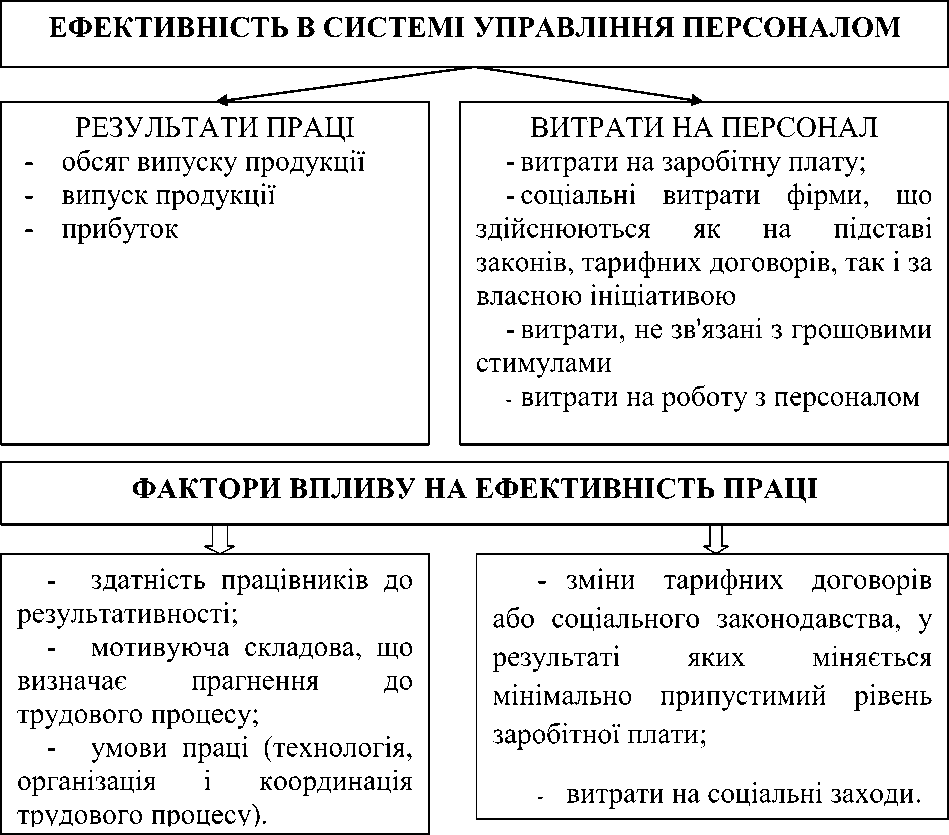 ЕФЕКТИВНІСТЬ В СИСТЕМІ УПРАВЛІННЯ ПЕРСОНАЛОМ
РЕЗУЛЬТАТИ ПРАЦІ
- обсяг випуску продукції
- випуск продукції
- прибуток
ВИТРАТИ НА ПЕРСОНАЛ
- витрати на заробітну плату;
- соціальні витрати фірми, що
здійснюються як на підставі
законів, тарифних договорів, так і за
власною ініціативою
- витрати, не зв'язані з грошовими
стимулами
- витрати на роботу з персоналом
ФАКТОРИ ВПЛИВУ НА ЕФЕКТИВНІСТЬ ПРАЦІ
- здатність працівників до
результативності;
- мотивуюча складова, що
визначає прагнення до
трудового процесу;
- умови праці (технологія,
організація і координація
трудового процесу).
- зміни тарифних договорів
або соціального законодавства, у
результаті яких міняється
мінімально припустимий рівень
заробітної плати;
- витрати на соціальні заходи.